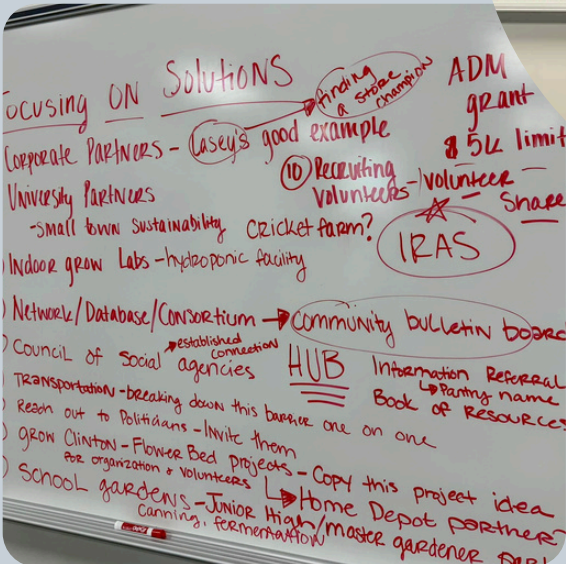 Focusing ON Solutions
finding
a store
champion
ADM
grant
$5k limit
Corporate Partners - Casey's good example
10 Recruiting
Volunteers - 1 volunteer
Share
University Partners
- Small town sustainability Cricket farm?
IRAS
Indoor grow Labs - hydroponic facility
Network/Database/Consortium → Community bulletin board
Council of Social agencies
established
connection
HUB
Information Referral
Pantry name
Book of Resources
Transportation - breaking down this barrier one on one
Reach out to Politicians - Invite them
Grow Clinton - Flower Bed Projects - Copy this project idea
For organization & volunteers
Home Depot partner?
School gardens - Junior High/master gardener
Canning, fermentation
EXPO